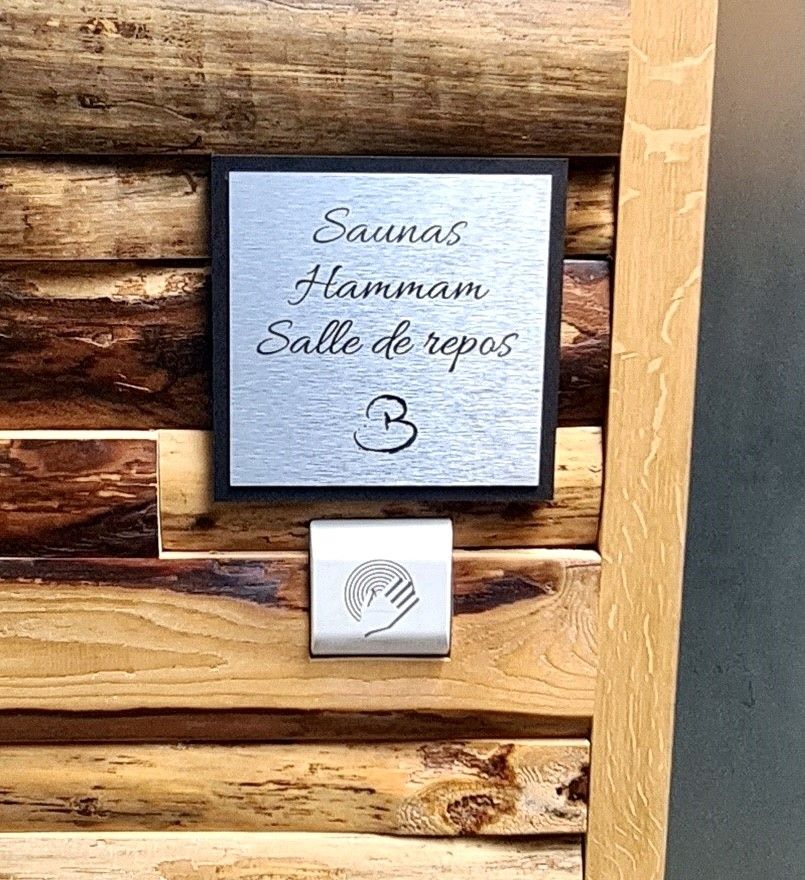 Saunas
Hammam
Salle de repos
B